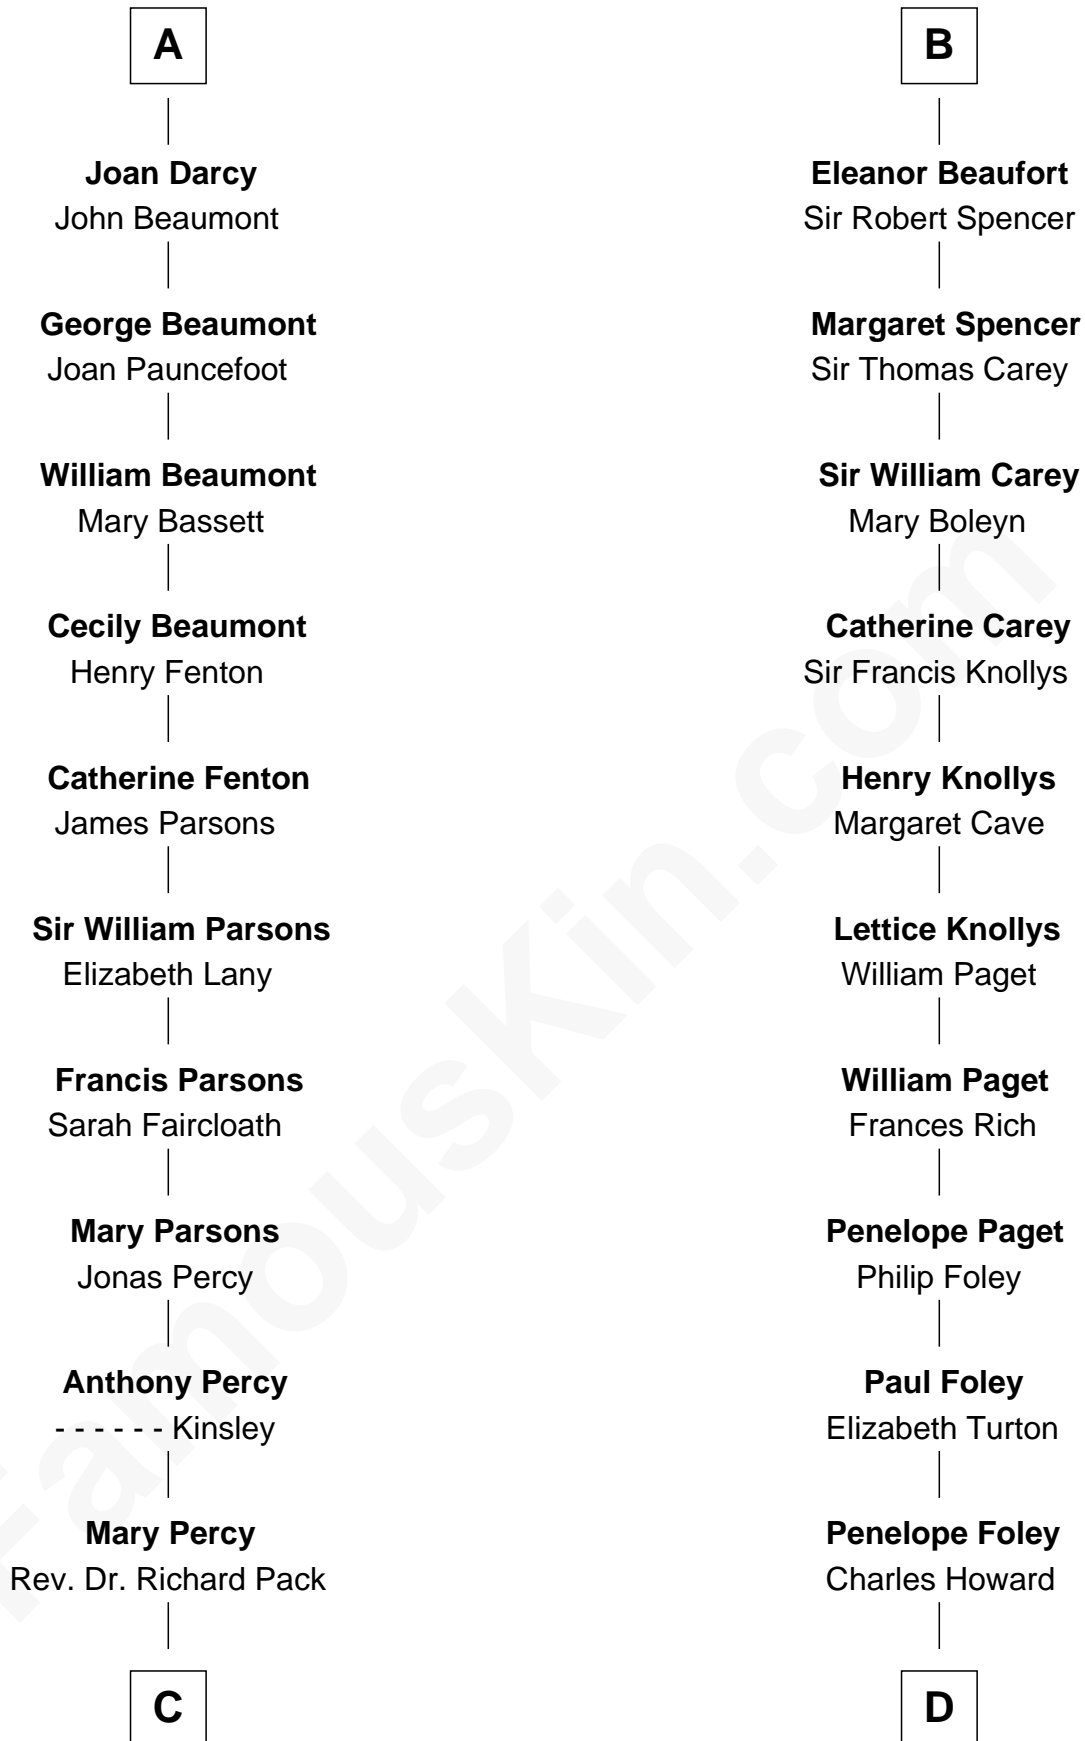 A
Joan Darcy
John Beaumont
George Beaumont
Joan Pauncefoot
William Beaumont
Mary Bassett
Cecily Beaumont
Henry Fenton
Catherine Fenton
James Parsons
Sir William Parsons
Elizabeth Lany
Francis Parsons
Sarah Faircloath
Mary Parsons
Jonas Percy
Anthony Percy
- - - - - - Kinsley
Mary Percy
Rev. Dr. Richard Pack
C
B
Eleanor Beaufort
Sir Robert Spencer
Margaret Spencer
Sir Thomas Carey
Sir William Carey
Mary Boleyn
Catherine Carey
Sir Francis Knollys
Henry Knollys
Margaret Cave
Lettice Knollys
William Paget
William Paget
Frances Rich
Penelope Paget
Philip Foley
Paul Foley
Elizabeth Turton
Penelope Foley
Charles Howard
D
FamousKin.com